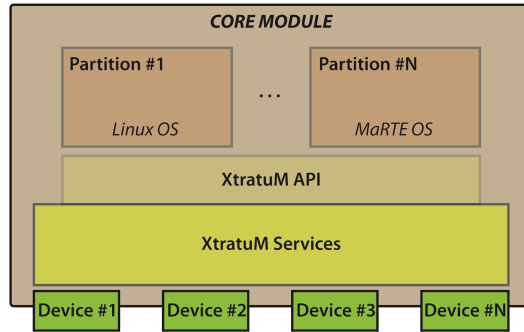 CORE MODULE
Partition #1
Linux OS
...
Partition #N
MaRTE OS
XtratuM API
XtratuM Services
Device #1
Device #2
Device #3
Device #N